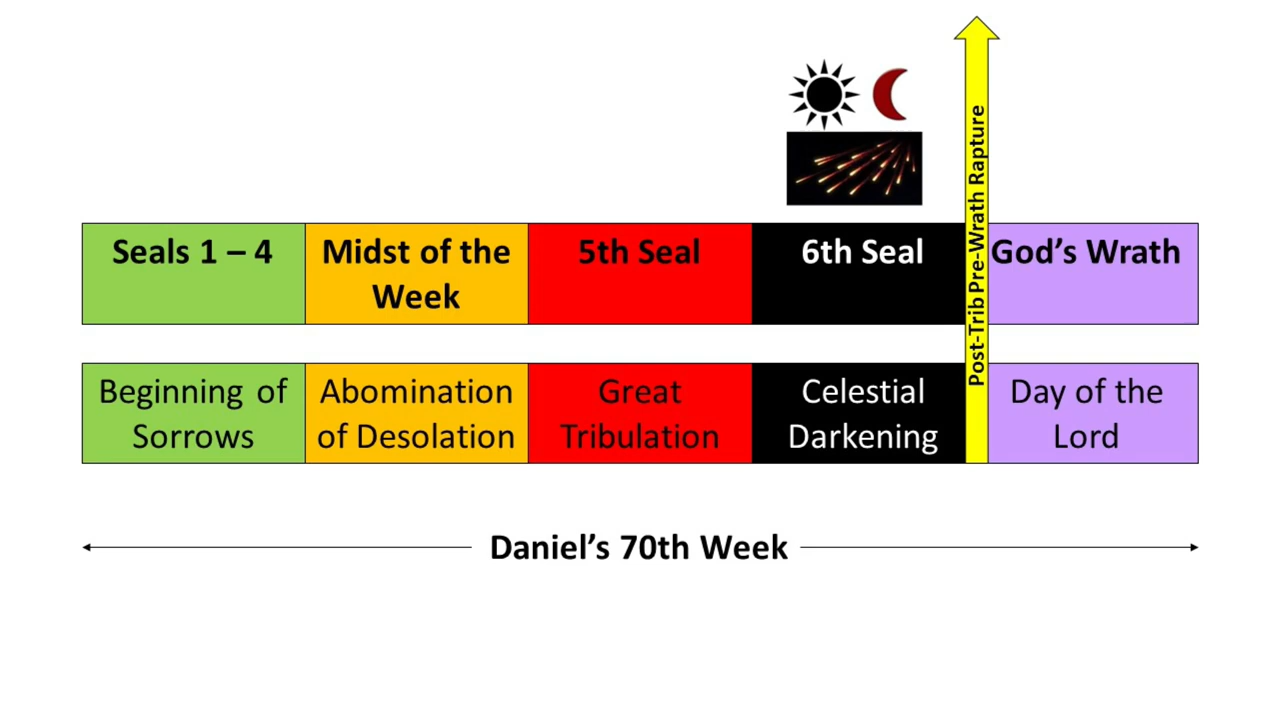 Post-Trib Pre-Wrath Rapture
Seals 1 – 4
Midst of the
Week
5th Seal
6th Seal
God's Wrath
Beginning of
Sorrows
Abomination
of Desolation
Great
Tribulation
Celestial
Darkening
Day of the
Lord
Daniel's 70th Week